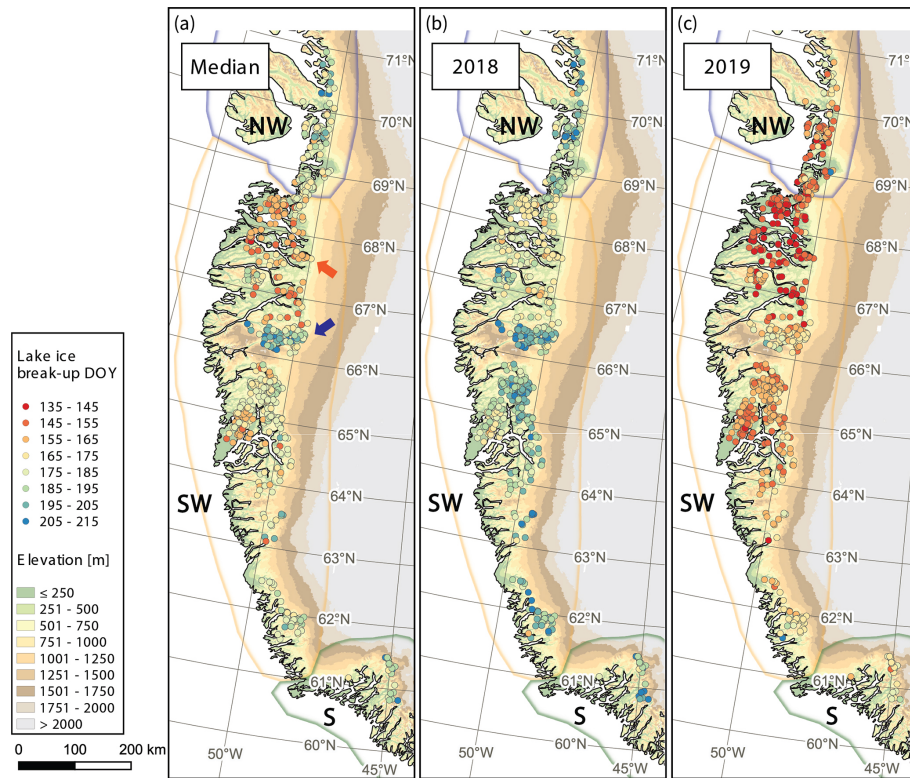 (a)
Median
NW
SW
S
71°N
70°N
69°N
68°N
67°N
66°N
65°N
64°N
63°N
62°N
61°N
60°N
50°W
45°W
(b)
2018
NW
SW
S
71°N
70°N
69°N
68°N
67°N
66°N
65°N
64°N
63°N
62°N
61°N
60°N
50°W
45°W
(c)
2019
NW
SW
S
71°N
70°N
69°N
68°N
67°N
66°N
65°N
64°N
63°N
62°N
61°N
60°N
50°W
45°W
Lake ice
break-up DOY
135 - 145
145 - 155
155 - 165
165 - 175
175 - 185
185 - 195
195 - 205
205 - 215
Elevation [m]
≤ 250
251 - 500
501 - 750
751 - 1000
1001 - 1250
1251 - 1500
1501 - 1750
1751 - 2000
> 2000
0 100 200 km